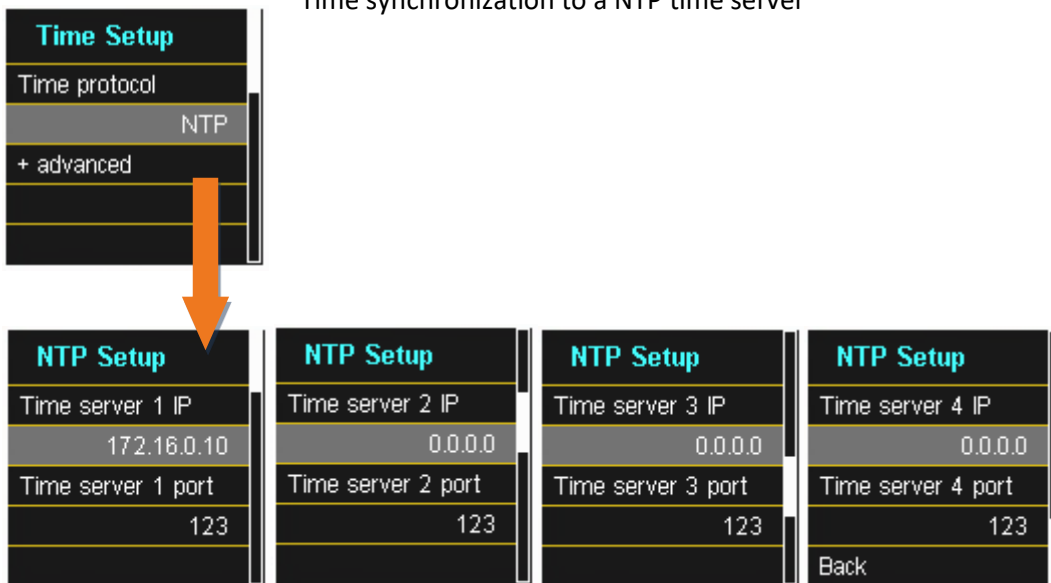 Time synchronization to a NTP time server
Time Setup
Time protocol
NTP
+ advanced
NTP Setup
Time server 1 IP
172.16.0.10
Time server 1 port
123
NTP Setup
Time server 2 IP
0.0.0.0
Time server 2 port
123
NTP Setup
Time server 3 IP
0.0.0.0
Time server 3 port
123
NTP Setup
Time server 4 IP
0.0.0.0
Time server 4 port
123
Back